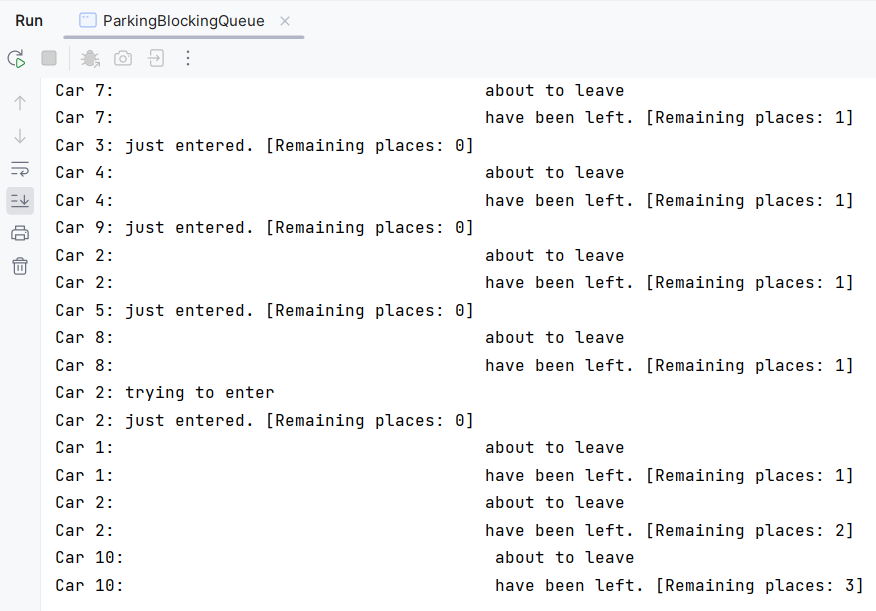 Run ParkingBlockingQueue
Car 7: about to leave
Car 7: have been left. [Remaining places: 1]
Car 3: just entered. [Remaining places: 0]
Car 4: about to leave
Car 4: have been left. [Remaining places: 1]
Car 9: just entered. [Remaining places: 0]
Car 2: about to leave
Car 2: have been left. [Remaining places: 1]
Car 5: just entered. [Remaining places: 0]
Car 8: about to leave
Car 8: have been left. [Remaining places: 1]
Car 2: trying to enter
Car 2: just entered. [Remaining places: 0]
Car 1: about to leave
Car 1: have been left. [Remaining places: 1]
Car 2: about to leave
Car 2: have been left. [Remaining places: 2]
Car 10: about to leave
Car 10: have been left. [Remaining places: 3]